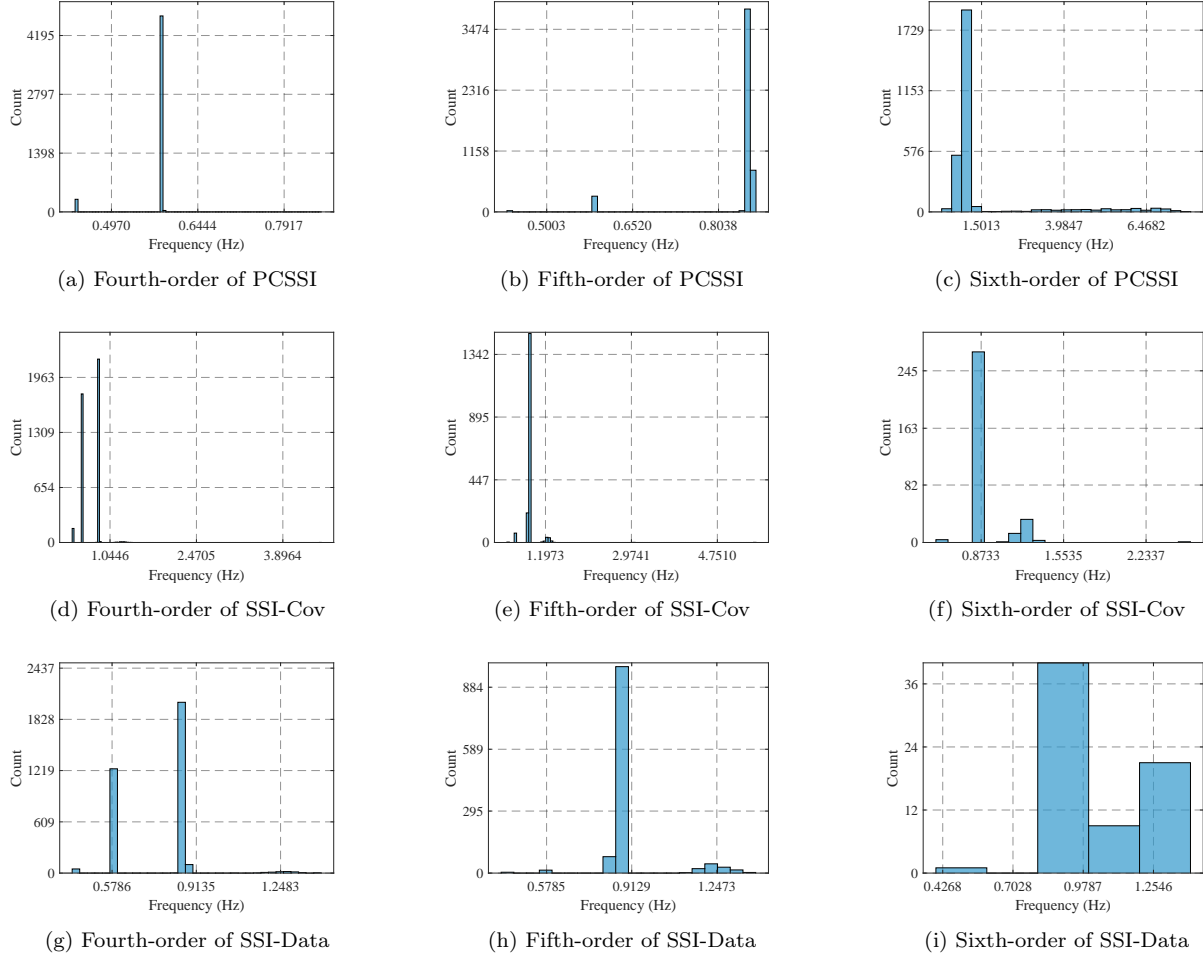 4195
2797
1398
0
Count
0.4970 0.6444 0.7917
Frequency (Hz)
(a) Fourth-order of PCSSI
3474
2316
1158
0
Count
0.5003 0.6520 0.8038
Frequency (Hz)
(b) Fifth-order of PCSSI
1729
1153
576
0
Count
1.5013 3.9847 6.4682
Frequency (Hz)
(c) Sixth-order of PCSSI
1963
1309
654
0
Count
1.0446 2.4705 3.8964
Frequency (Hz)
(d) Fourth-order of SSI-Cov
1342
895
447
0
Count
1.1973 2.9741 4.7510
Frequency (Hz)
(e) Fifth-order of SSI-Cov
245
163
82
0
Count
0.8733 1.5535 2.2337
Frequency (Hz)
(f) Sixth-order of SSI-Cov
2437
1828
1219
609
0
Count
0.5786 0.9135 1.2483
Frequency (Hz)
(g) Fourth-order of SSI-Data
884
589
295
0
Count
0.5785 0.9129 1.2473
Frequency (Hz)
(h) Fifth-order of SSI-Data
36
24
12
0
Count
0.4268 0.7028 0.9787 1.2546
Frequency (Hz)
(i) Sixth-order of SSI-Data